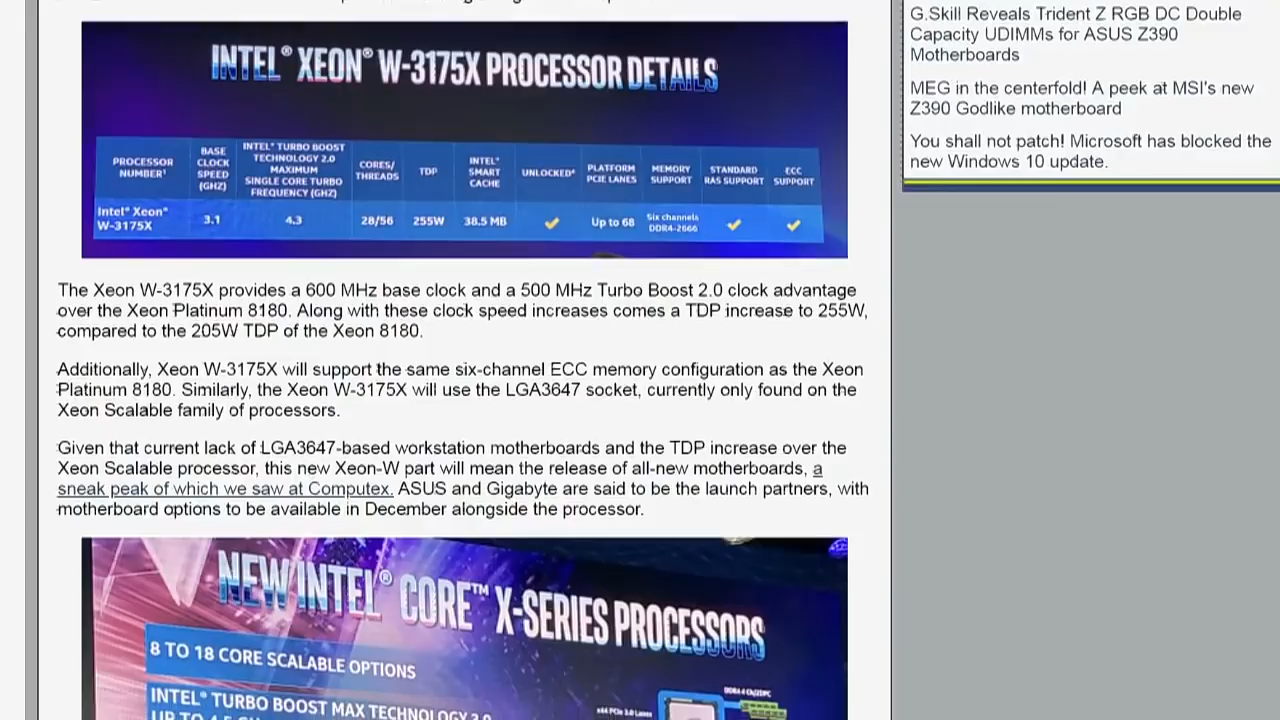 INTEL® XEON® W-3175X PROCESSOR DETAILS
PROCESSOR NUMBER¹
BASE CLOCK SPEED (GHZ)
INTEL® TURBO BOOST TECHNOLOGY 2.0 MAXIMUM SINGLE CORE TURBO FREQUENCY (GHZ)
CORES/ THREADS
TDP
INTEL® SMART CACHE
UNLOCKED²
PLATFORM PCIE LANES
MEMORY SUPPORT
STANDARD RAS SUPPORT
ECC SUPPORT
Intel® Xeon® W-3175X
3.1
4.3
28/56
255W
38.5 MB
Up to 68
Six channels DDR4-2666
The Xeon W-3175X provides a 600 MHz base clock and a 500 MHz Turbo Boost 2.0 clock advantage
over the Xeon Platinum 8180. Along with these clock speed increases comes a TDP increase to 255W,
compared to the 205W TDP of the Xeon 8180.
Additionally, Xeon W-3175X will support the same six-channel ECC memory configuration as the Xeon
Platinum 8180. Similarly, the Xeon W-3175X will use the LGA3647 socket, currently only found on the
Xeon Scalable family of processors.
Given that current lack of LGA3647-based workstation motherboards and the TDP increase over the
Xeon Scalable processor, this new Xeon-W part will mean the release of all-new motherboards, a
sneak peak of which we saw at Computex. ASUS and Gigabyte are said to be the launch partners, with
motherboard options to be available in December alongside the processor.
NEW INTEL® CORE™ X-SERIES PROCESSORS
8 TO 18 CORE SCALABLE OPTIONS
INTEL® TURBO BOOST MAX TECHNOLOGY
G.Skill Reveals Trident Z RGB DC Double
Capacity UDIMMs for ASUS Z390
Motherboards
MEG in the centerfold! A peek at MSI's new
Z390 Godlike motherboard
You shall not patch! Microsoft has blocked the
new Windows 10 update.